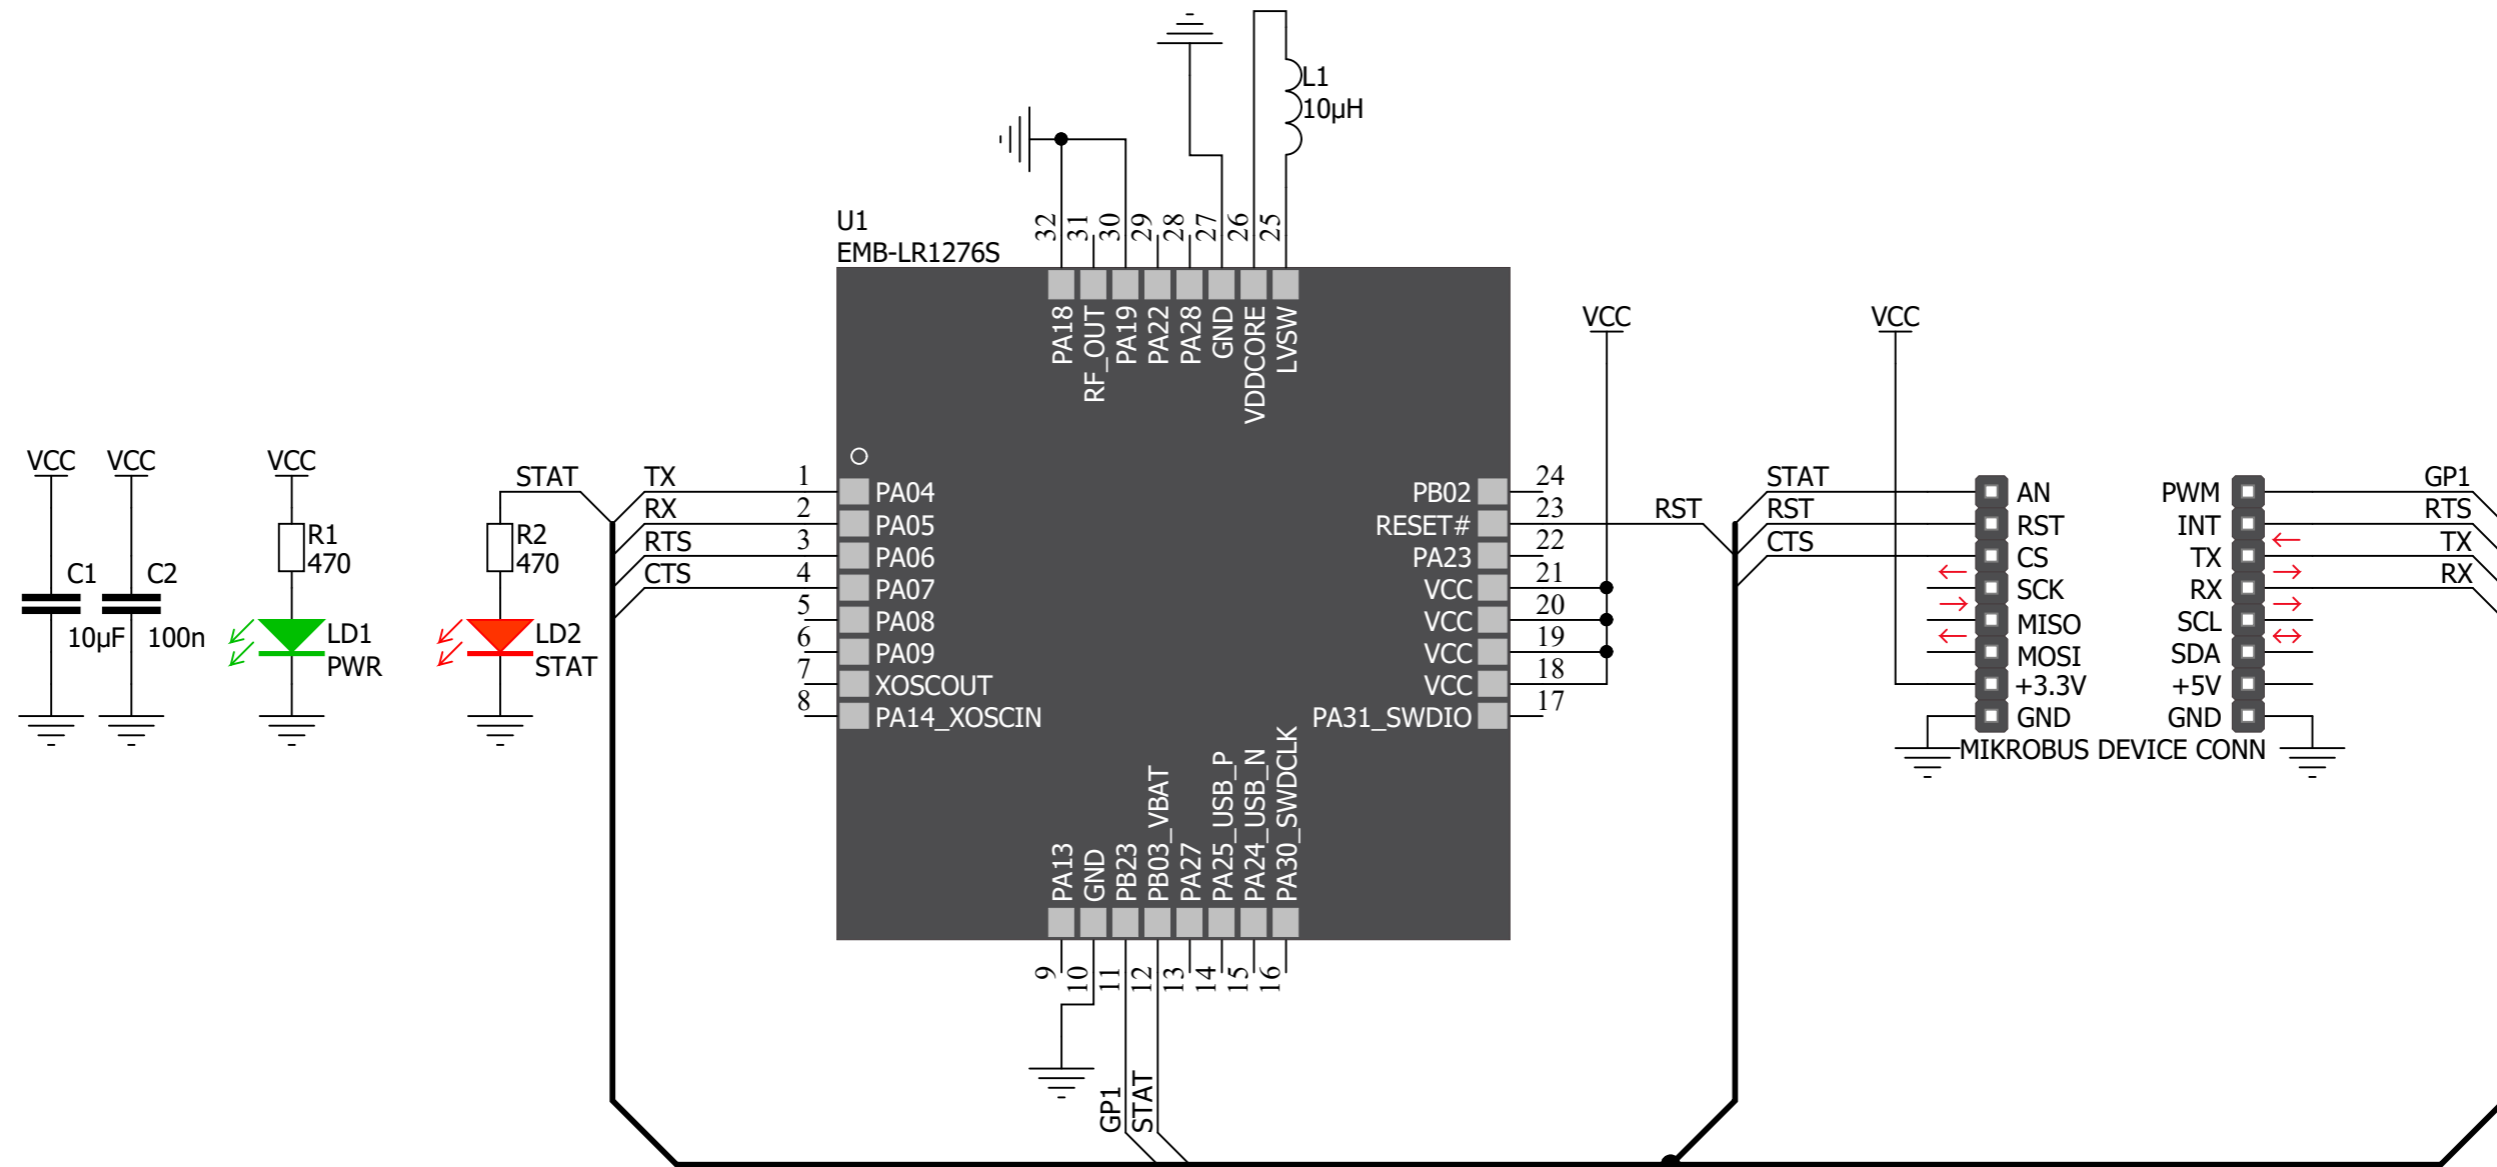 L1
10µH
U1
EMB-LR1276S
32
31
30
29
28
27
26
25
PA18
RF_OUT
PA19
PA22
PA28
GND
VDDCORE
LVSW
VCC
VCC
VCC
VCC
VCC
STAT
TX
RX
RTS
CTS
1
2
3
4
5
6
7
8
PA04
PA05
PA06
PA07
PA08
PA09
XOSCOUT
PA14_XOSCIN
C1
10µF
C2
100n
R1
470
LD1
PWR
R2
470
LD2
STAT
PB02
RESET#
PA23
VCC
VCC
VCC
VCC
PA31_SWDIO
24
23
22
21
20
19
18
17
RST
STAT
RST
CTS
AN
RST
CS
SCK
MISO
MOSI
+3.3V
GND
PWM
INT
TX
RX
SCL
SDA
+5V
GND
GP1
RTS
TX
RX
MIKROBUS DEVICE CONN
PA13
GND
PB23
PB03_VBAT
PA27
PA25_USB_P
PA24_USB_N
PA30_SWDCLK
9
10
11
12
13
14
15
16
GP1
STAT